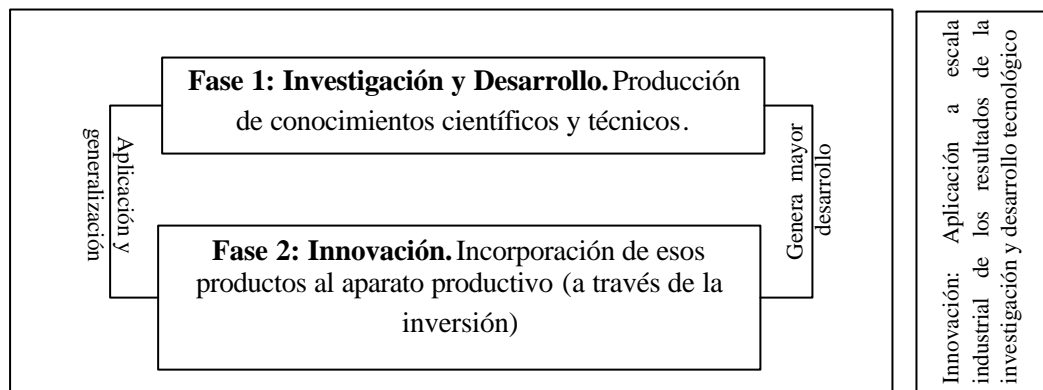 Fase 1: Investigación y Desarrollo. Producción
de conocimientos científicos y técnicos.
Aplicación y
generalización
Genera mayor
desarrollo
Fase 2: Innovación. Incorporación de esos
productos al aparato productivo (a través de la
inversión)
Innovación: Aplicación a escala
industrial de los resultados de la
investigación y desarrollo tecnológico